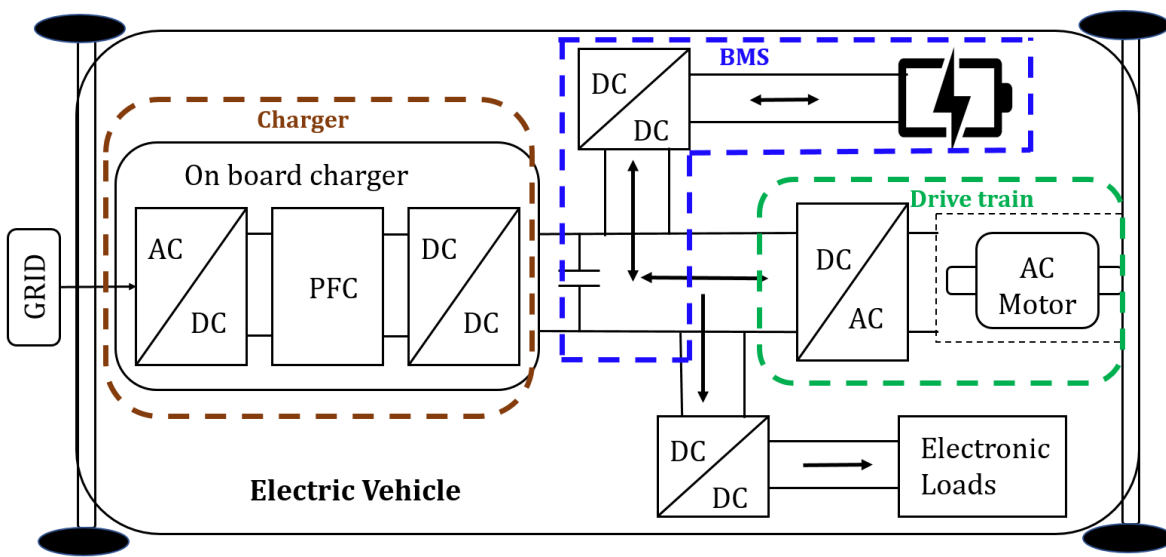 BMS
DC
DC
Charger
On board charger
AC
DC
PFC
DC
DC
GRID
Drive train
DC
AC
AC
Motor
DC
DC
Electronic
Loads
Electric Vehicle